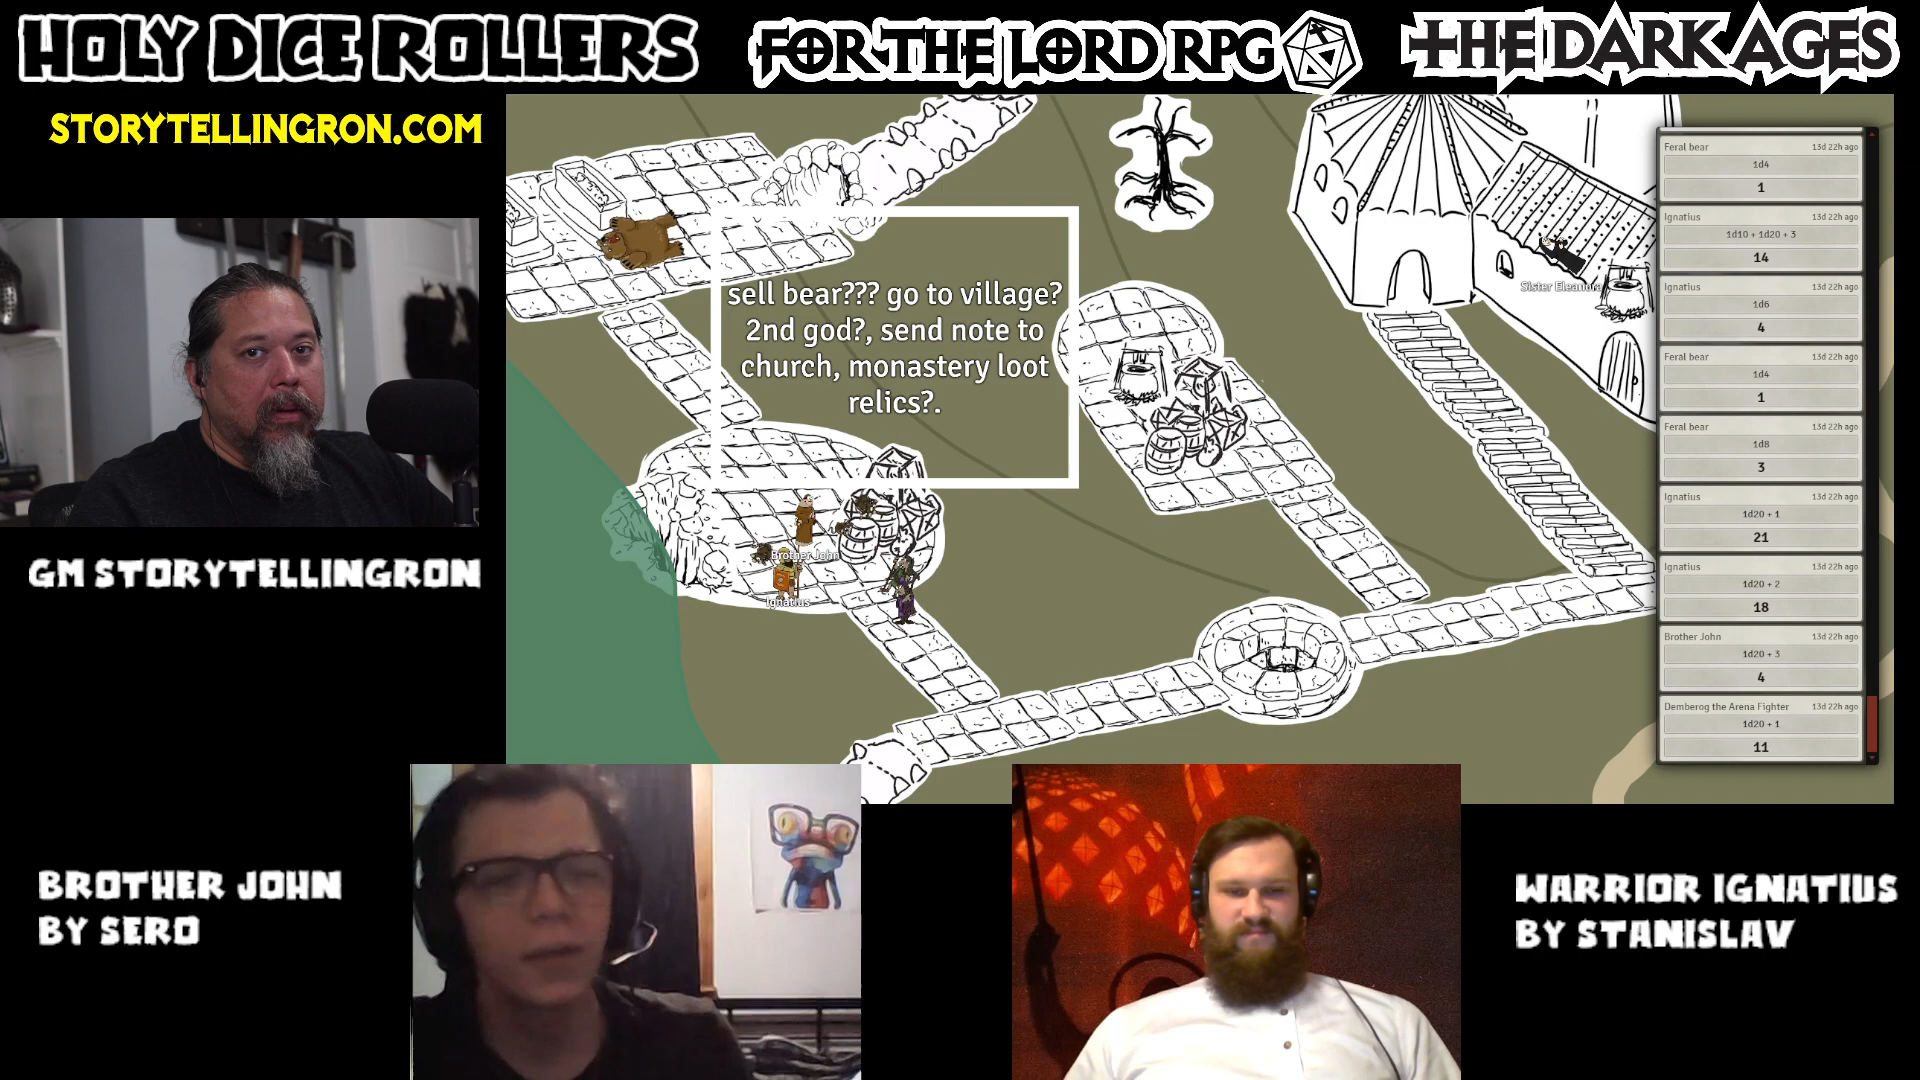 HOLY DICE ROLLERS
FOR THE LORD RPG
THE DARK AGES
STORYTELLINGRON.COM
GM STORYTELLINGRON
sell bear??? go to village?
2nd god?, send note to
church, monastery loot
relics?.
Sister Eleanora
Brother John
Ignatius
Feral bear 13d 22h ago
1d4
1
Ignatius 13d 22h ago
1d10 + 1d20 + 3
14
Ignatius 13d 22h ago
1d6
4
Feral bear 13d 22h ago
1d4
1
Feral bear 13d 22h ago
1d8
3
Ignatius 13d 22h ago
1d20 + 1
21
Ignatius 13d 22h ago
1d20 + 2
18
Brother John 13d 22h ago
1d20 + 3
4
Demberog the Arena Fighter 13d 22h ago
1d20 + 1
11
BROTHER JOHN
BY SERO
WARRIOR IGNATIUS
BY STANISLAV